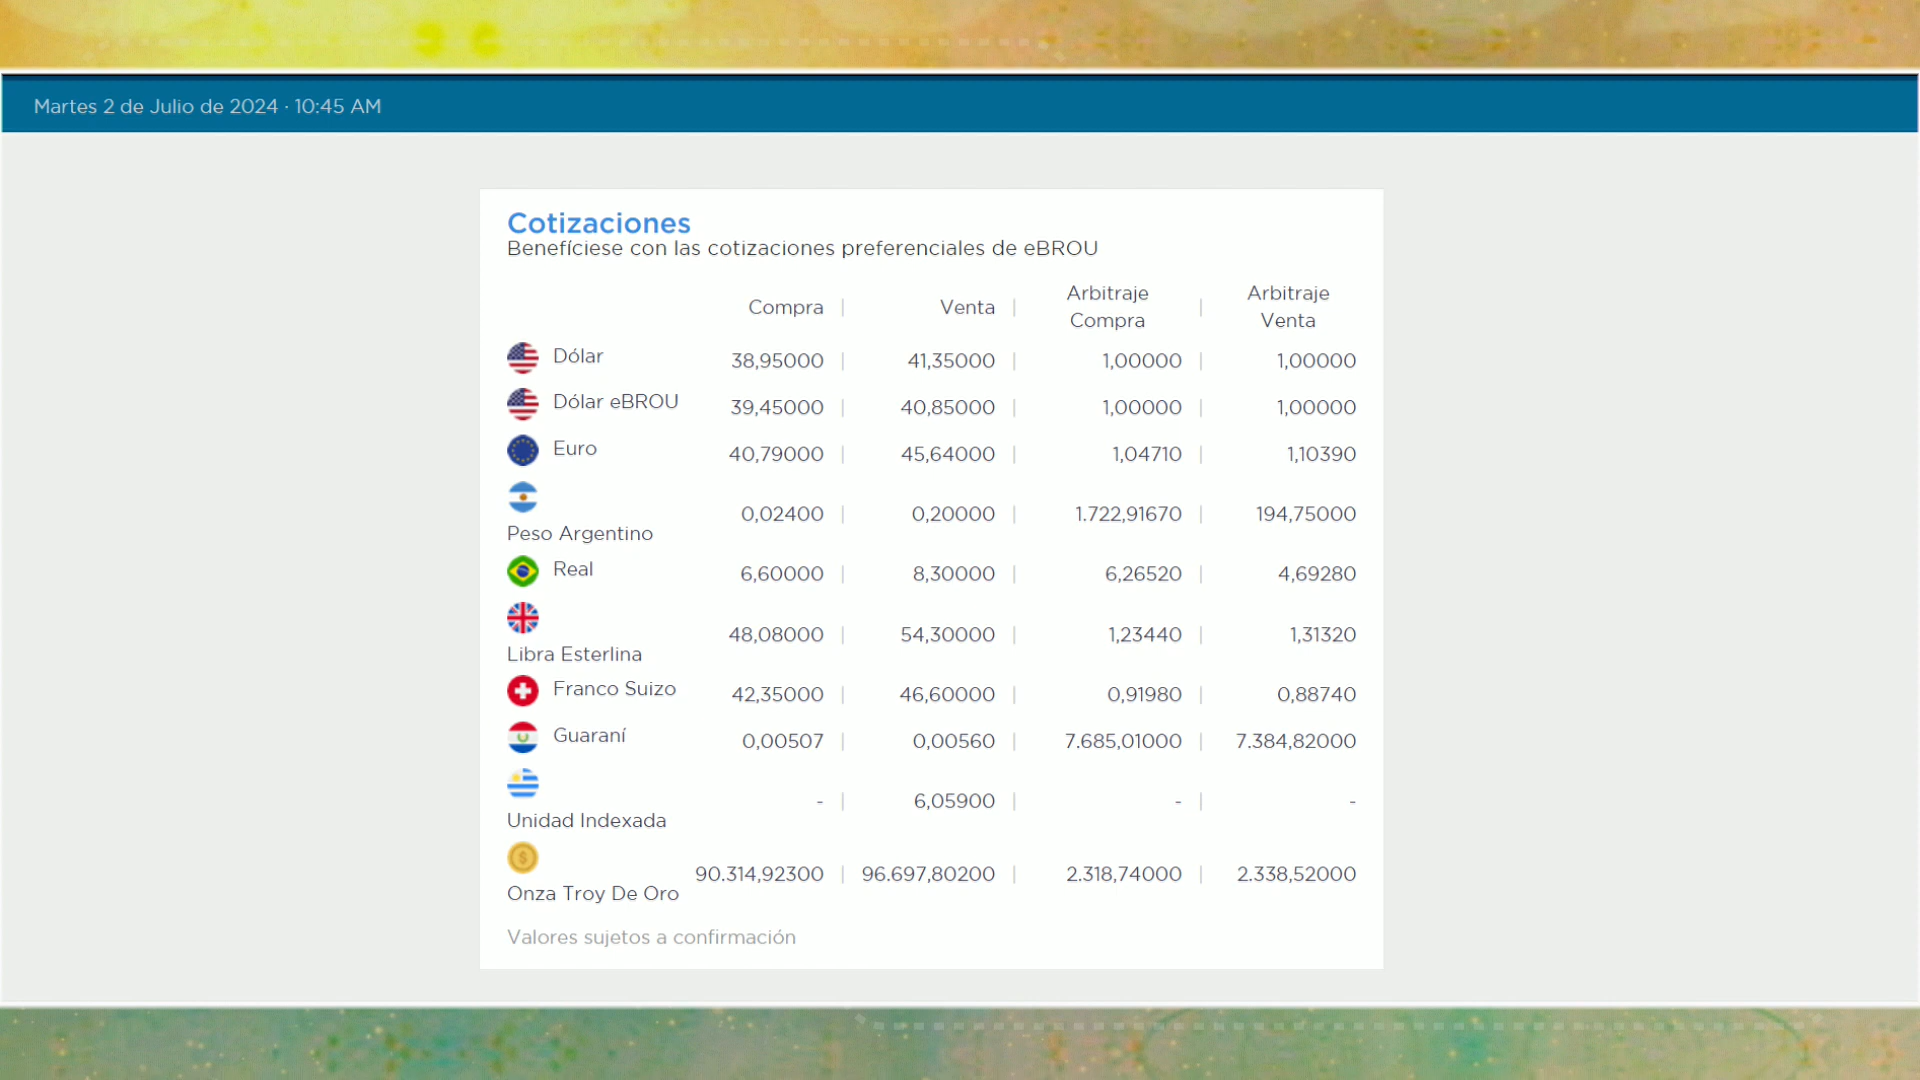 Martes 2 de Julio de 2024 · 10:45 AM
Cotizaciones
Benefíciese con las cotizaciones preferenciales de eBROU
Compra | Venta | Arbitraje Compra | Arbitraje Venta
Dólar 38,95000 | 41,35000 | 1,00000 | 1,00000
Dólar eBROU 39,45000 | 40,85000 | 1,00000 | 1,00000
Euro 40,79000 | 45,64000 | 1,04710 | 1,10390
Peso Argentino 0,02400 | 0,20000 | 1.722,91670 | 194,75000
Real 6,60000 | 8,30000 | 6,26520 | 4,69280
Libra Esterlina 48,08000 | 54,30000 | 1,23440 | 1,31320
Franco Suizo 42,35000 | 46,60000 | 0,91980 | 0,88740
Guaraní 0,00507 | 0,00560 | 7.685,01000 | 7.384,82000
Unidad Indexada - | 6,05900 | - | -
Onza Troy De Oro 90.314,92300 | 96.697,80200 | 2.318,74000 | 2.338,52000
Valores sujetos a confirmación